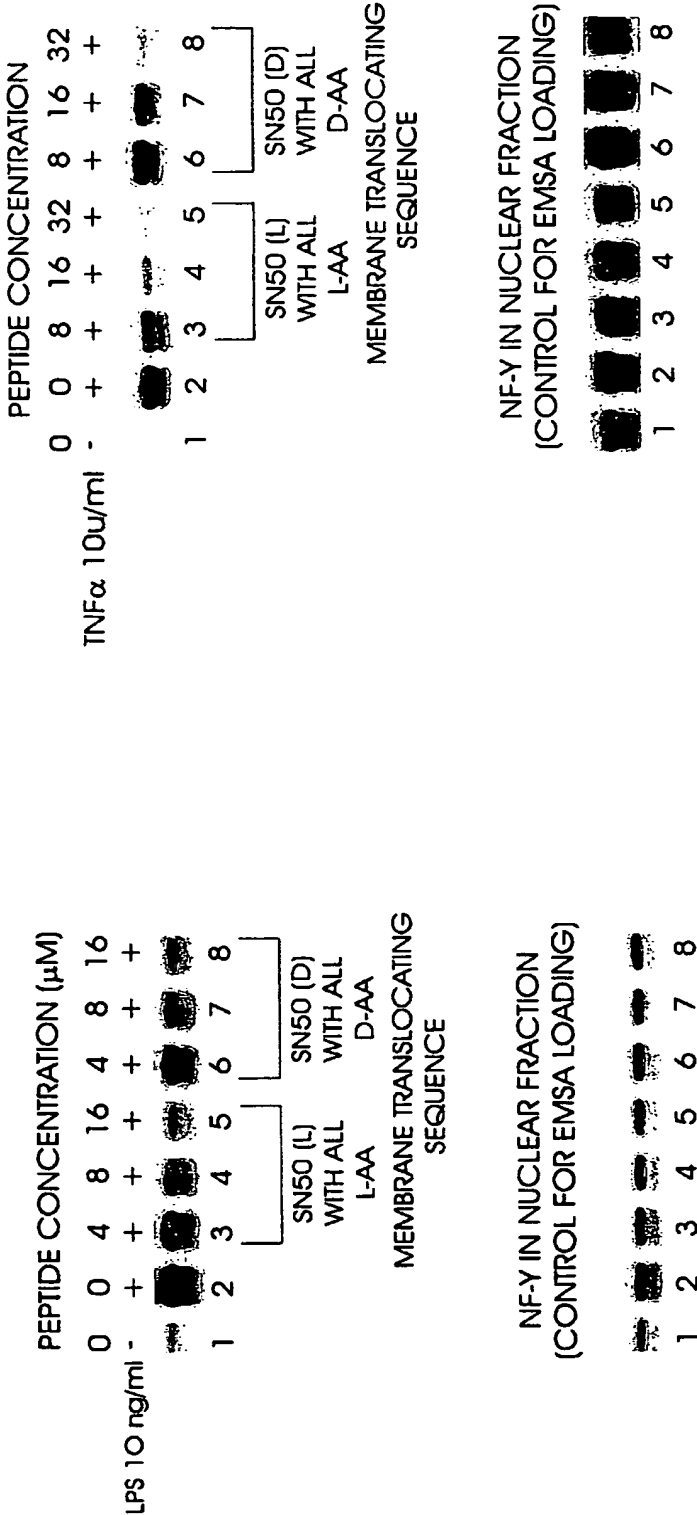 PEPTIDE CONCENTRATION (μM)
0 0 4 8 16 4 8 16
LPS 10 ng/ml - + + + + + + +
1 2 3 4 5 6 7 8
SN50 (L) SN50 (D)
WITH ALL WITH ALL
L-AA D-AA
MEMBRANE TRANSLOCATING
SEQUENCE
NF-Y IN NUCLEAR FRACTION
(CONTROL FOR EMSA LOADING)
1 2 3 4 5 6 7 8
PEPTIDE CONCENTRATION
0 0 8 16 32 8 16 32
TNFα 10u/ml - + + + + + + +
1 2 3 4 5 6 7 8
SN50 (L) SN50 (D)
WITH ALL WITH ALL
L-AA D-AA
MEMBRANE TRANSLOCATING
SEQUENCE
NF-Y IN NUCLEAR FRACTION
(CONTROL FOR EMSA LOADING)
1 2 3 4 5 6 7 8